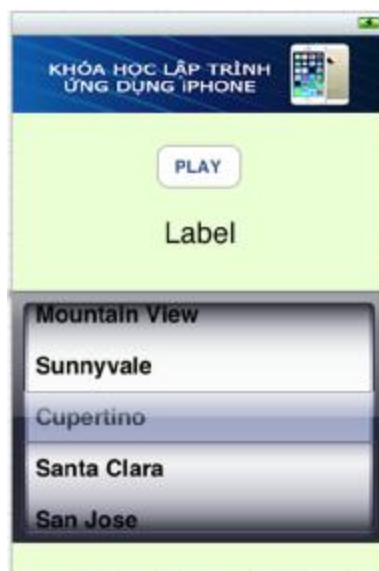 KHÓA HỌC LẬP TRÌNH
ỨNG DỤNG iPHONE
PLAY
Label
Mountain View
Sunnyvale
Cupertino
Santa Clara
San Jose